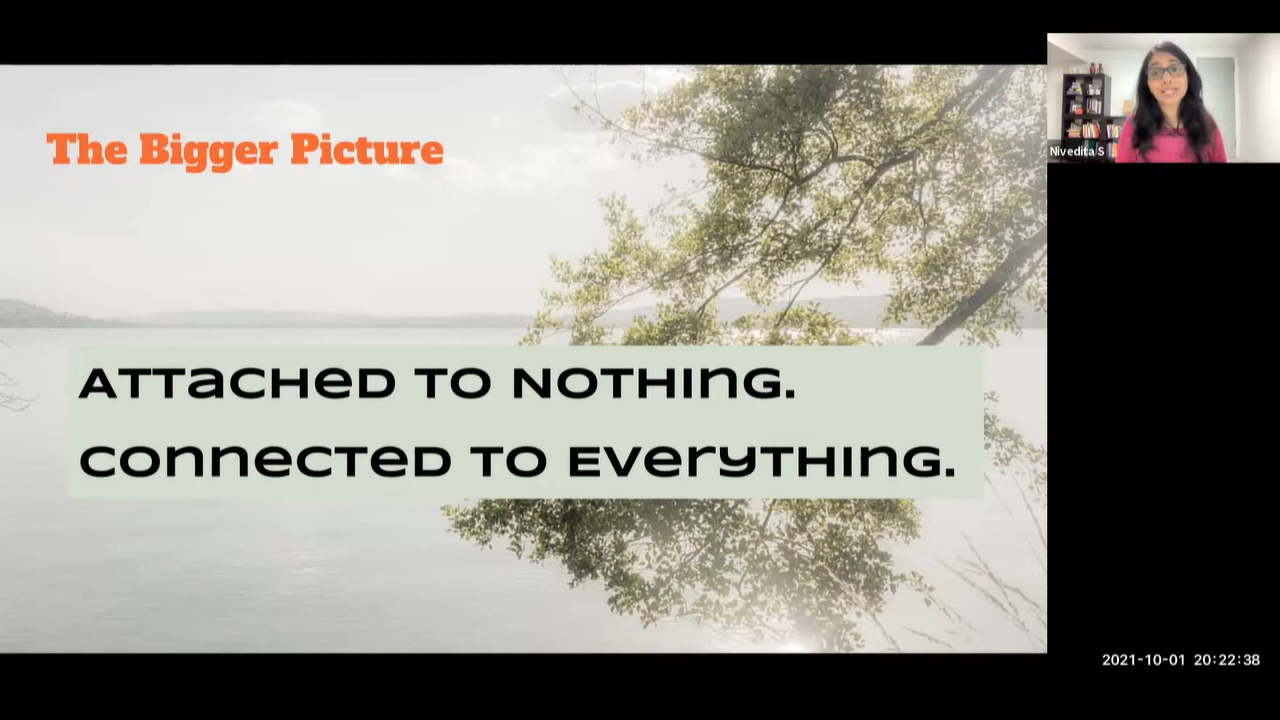 The Bigger Picture
Nivedita S
Attached to Nothing.
Connected to Everything.
2021-10-01 20:22:38